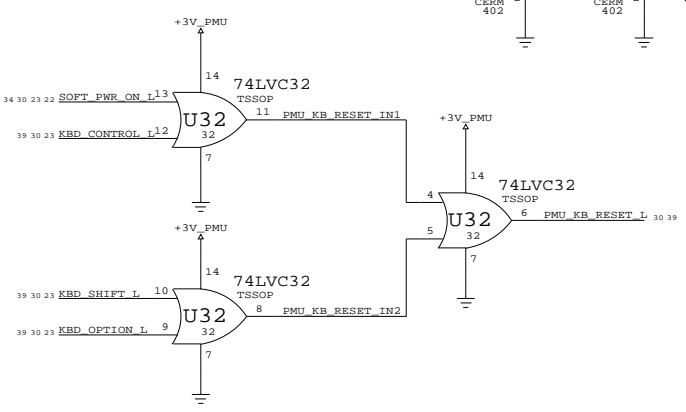 CERM
402
CERM
402
+3V_PMU
14
74LVC32
TSSOP
34 30 23 22 SOFT_PWR_ON_L 13
U32
32
11 PMU_KB_RESET_IN1
39 30 23 KBD_CONTROL_L 12
7
+3V_PMU
14
74LVC32
TSSOP
4
U32
32
6 PMU_KB_RESET_L 30 39
5
7
+3V_PMU
14
74LVC32
TSSOP
39 30 23 KBD_SHIFT_L 10
U32
32
8 PMU_KB_RESET_IN2
39 30 23 KBD_OPTION_L 9
7